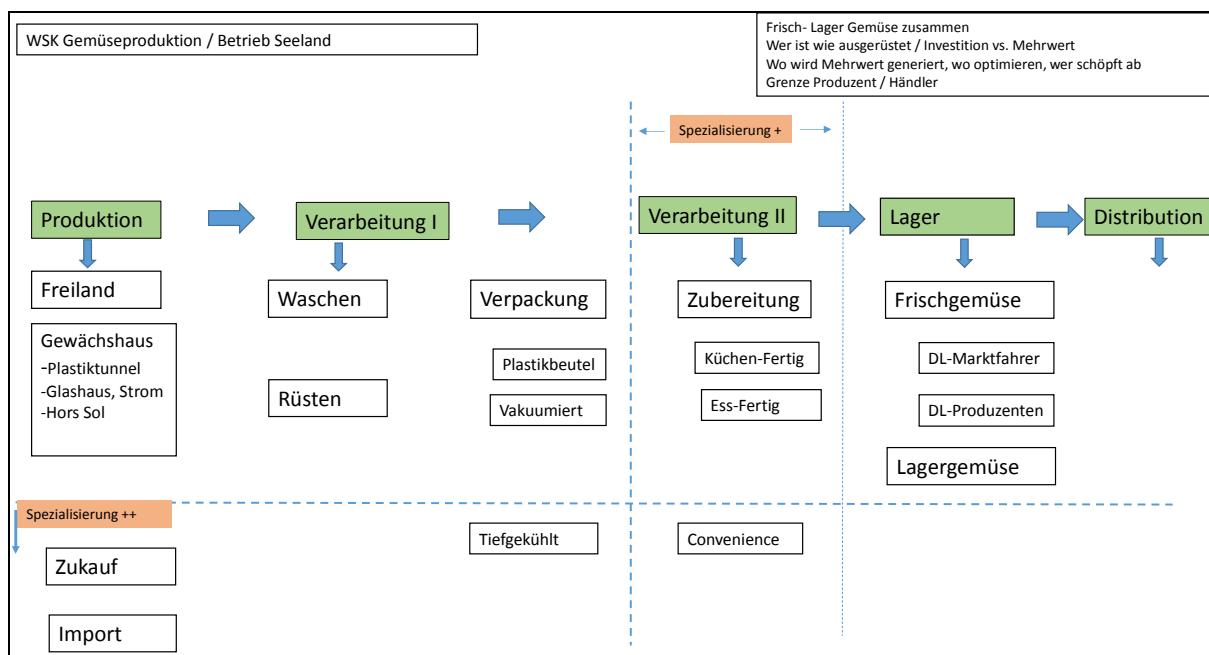 WSK Gemüseproduktion / Betrieb Seeland
Frisch- Lager Gemüse zusammen
Wer ist wie ausgerüstet / Investition vs. Mehrwert
Wo wird Mehrwert generiert, wo optimieren, wer schöpft ab
Grenze Produzent / Händler
Spezialisierung +
Produktion
Verarbeitung I
Verarbeitung II
Lager
Distribution
Freiland
Waschen
Verpackung
Zubereitung
Frischgemüse
Gewächshaus
-Plastiktunnel
-Glashaus, Strom
-Hors Sol
Rüsten
Plastikbeutel
Vakuumiert
Küchen-Fertig
Ess-Fertig
DL-Marktfahrer
DL-Produzenten
Lagergemüse
Spezialisierung ++
Tiefgekühlt
Convenience
Zukauf
Import